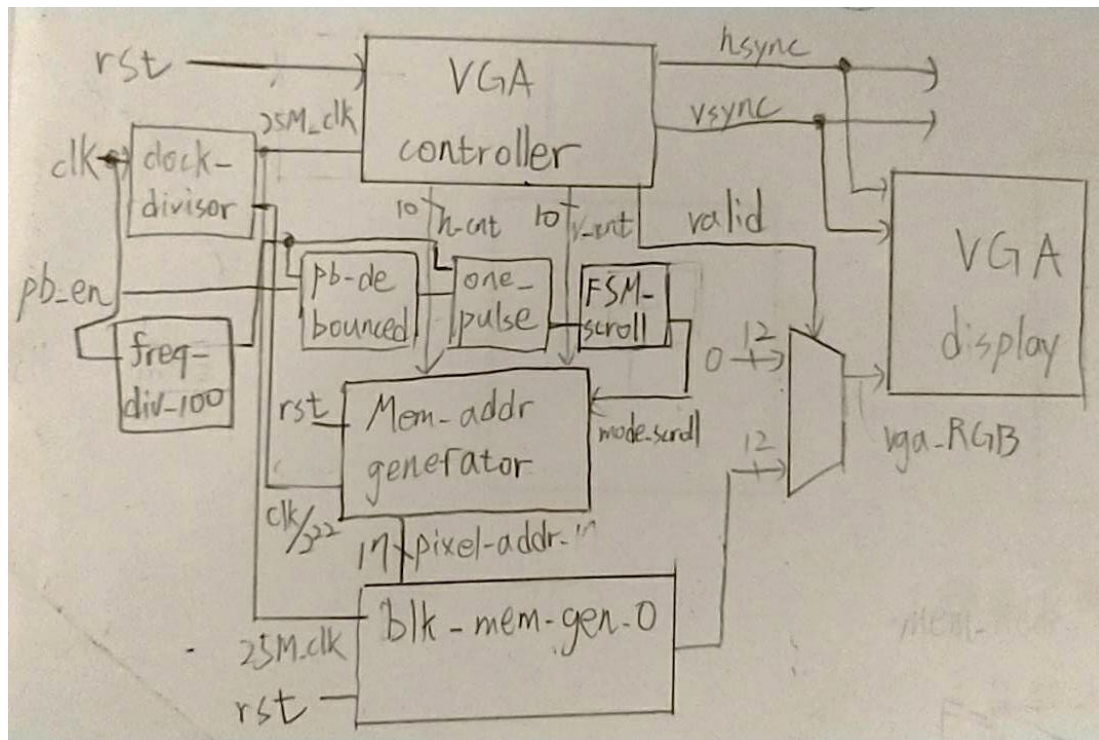 rst
VGA
controller
hsync
vsync
25M_clk
clk
clock-
divisor
10
h_cnt
10
v_cnt
valid
VGA
display
pb_en
pb-de
bounced
one_
pulse
FSM-
scroll
freq-
div-100
0
12
rst
Mem-addr
generator
mode_scroll
12
vga_RGB
clk/2^22
17
pixel-addr-
blk-mem-gen-0
25M_clk
rst